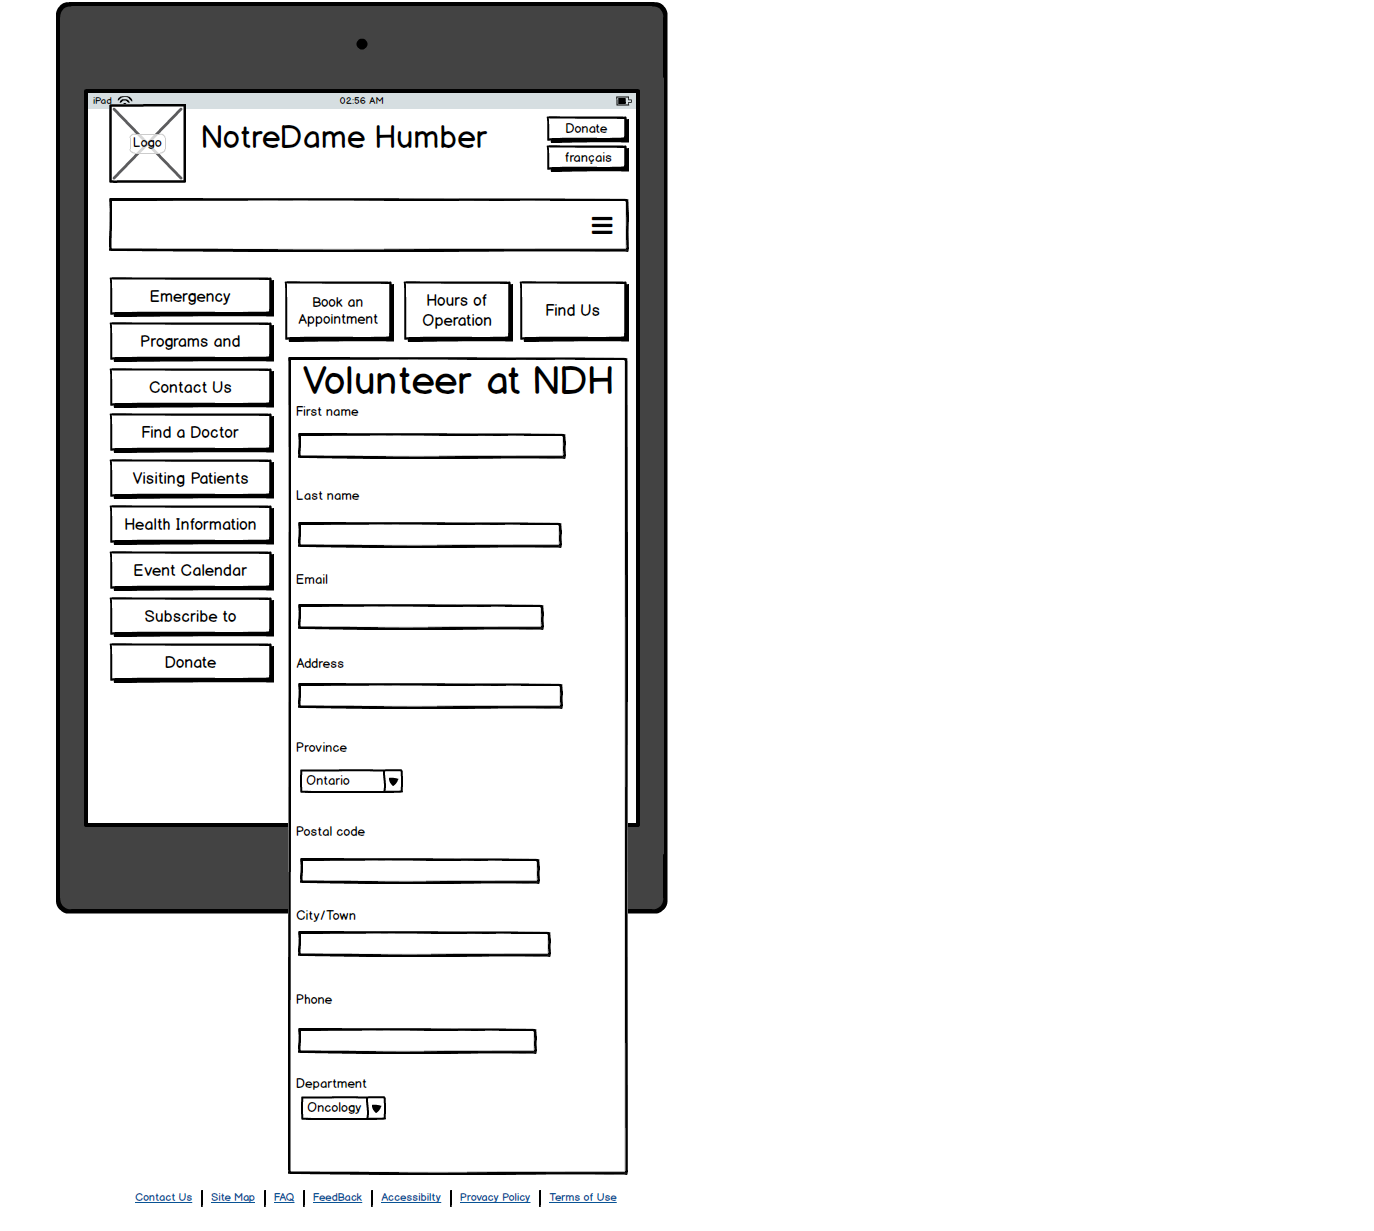 iPad
02:56 AM
Logo
NotreDame Humber
Donate
français
Emergency
Programs and
Contact Us
Find a Doctor
Visiting Patients
Health Information
Event Calendar
Subscribe to
Donate
Book an
Appointment
Hours of
Operation
Find Us
Volunteer at NDH
First name
Last name
Email
Address
Province
Ontario
Postal code
City/Town
Phone
Department
Oncology
Contact Us | Site Map | FAQ | FeedBack | Accessibilty | Provacy Policy | Terms of Use